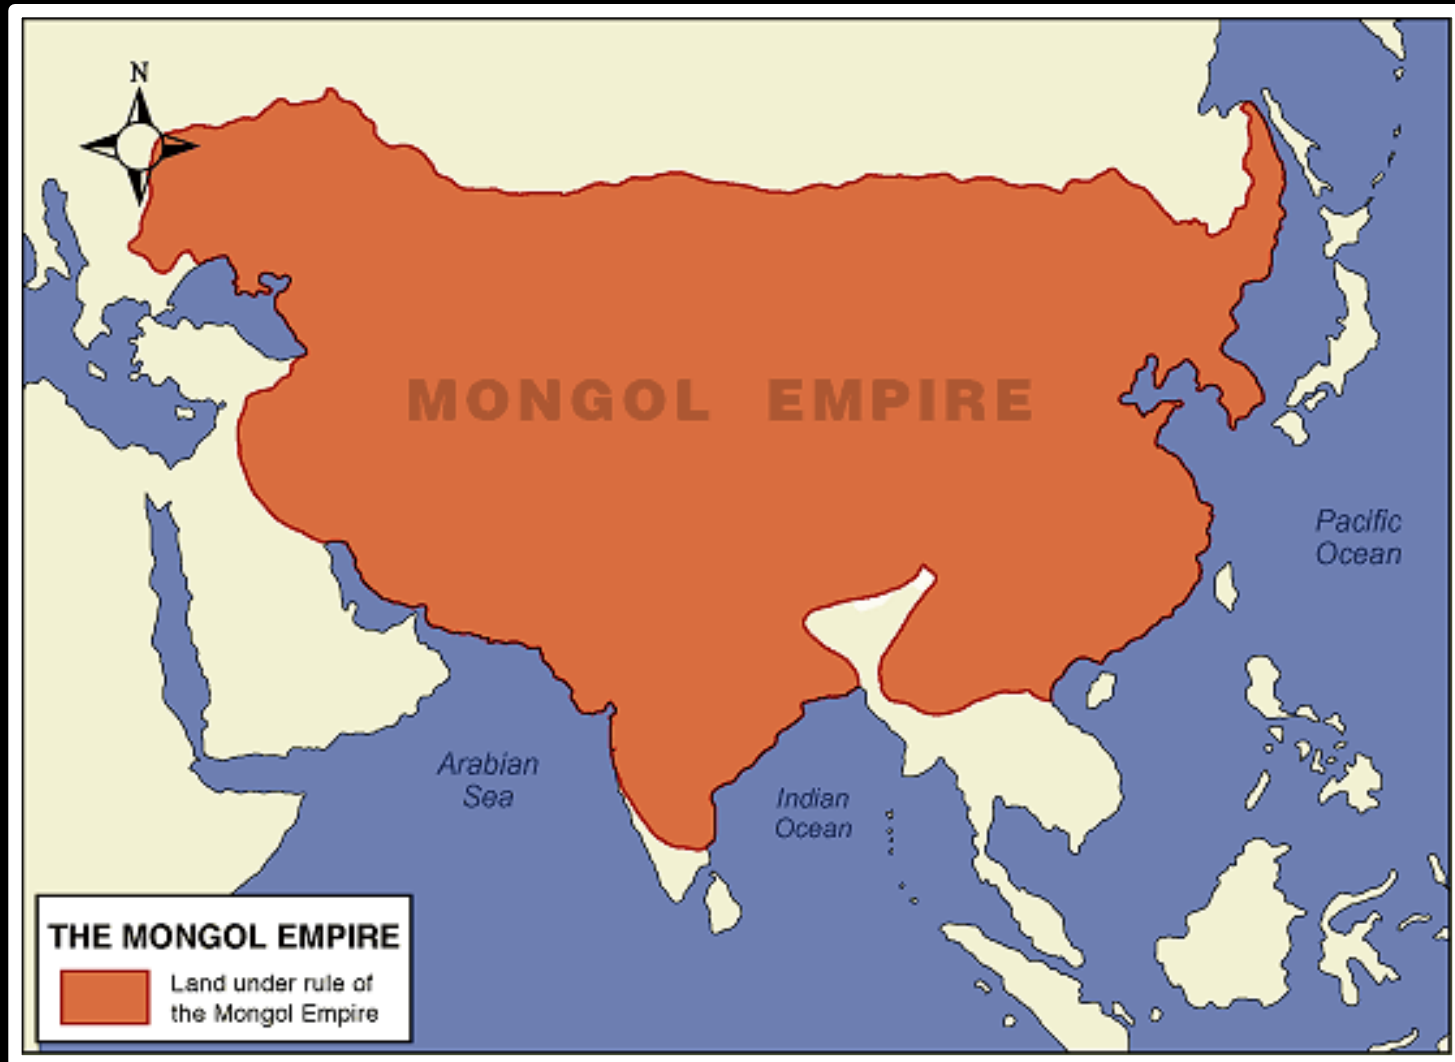 N
MONGOL EMPIRE
Pacific
Ocean
Arabian
Sea
Indian
Ocean
THE MONGOL EMPIRE
Land under rule of
the Mongol Empire